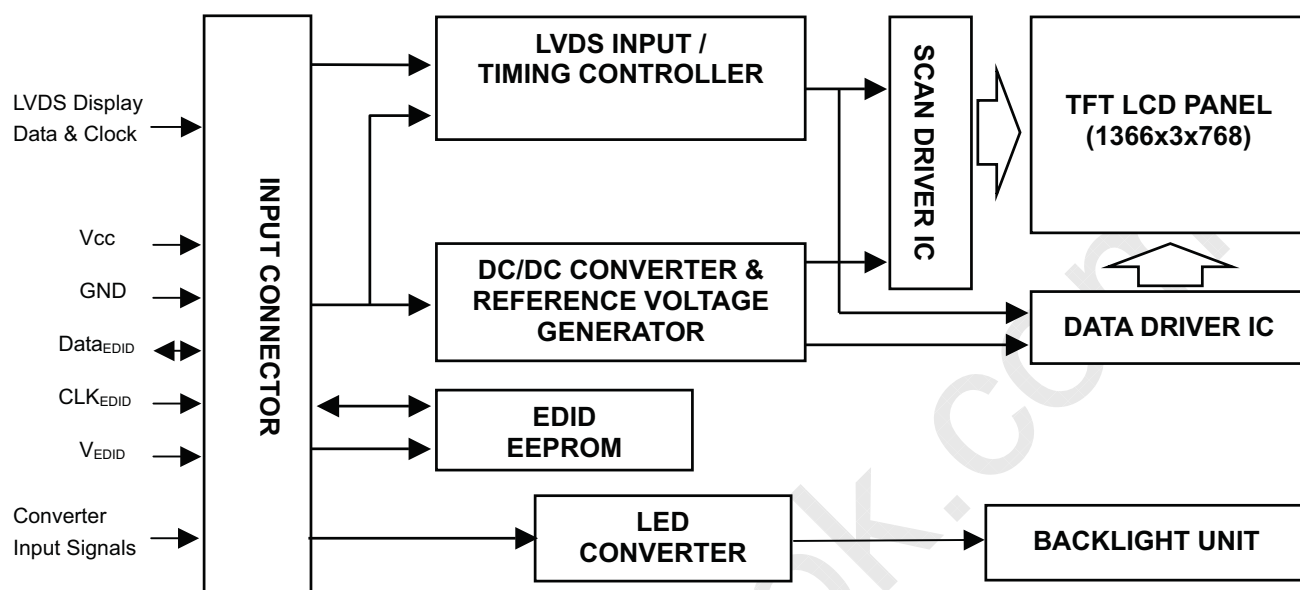 LVDS Display
Data & Clock
Vcc
GND
DataEDID
CLKEDID
VEDID
Converter
Input Signals
INPUT CONNECTOR
LVDS INPUT /
TIMING CONTROLLER
DC/DC CONVERTER &
REFERENCE VOLTAGE
GENERATOR
EDID
EEPROM
LED
CONVERTER
SCAN DRIVER IC
TFT LCD PANEL
(1366x3x768)
DATA DRIVER IC
BACKLIGHT UNIT